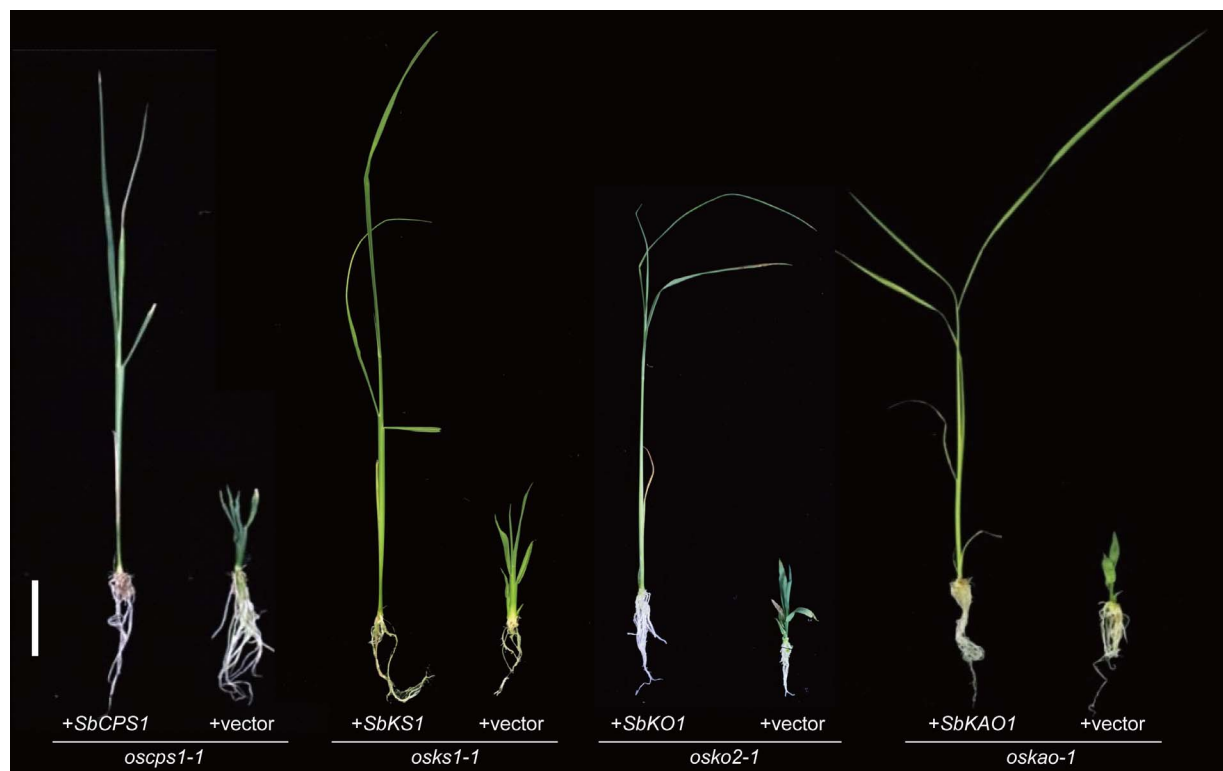 +SbCPS1 +vector +SbKS1 +vector +SbKO1 +vector +SbKAO1 +vector
oscps1-1 osks1-1 osko2-1 oskao-1